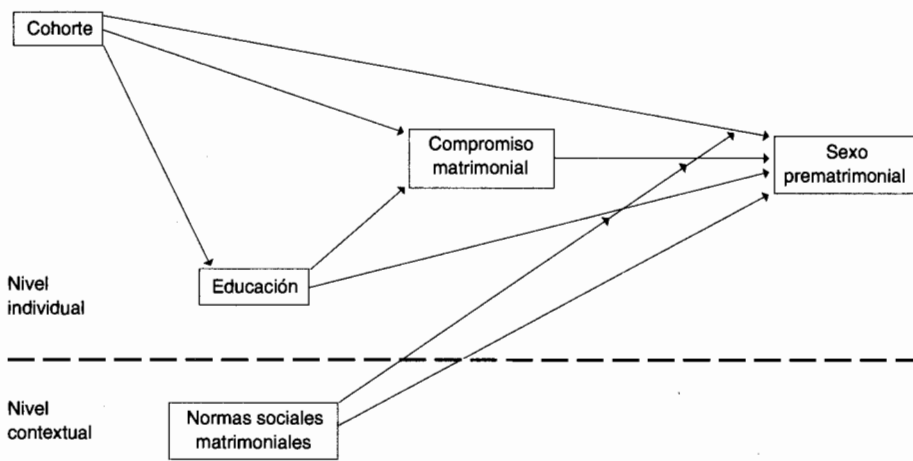 Cohorte
Compromiso
matrimonial
Sexo
prematrimonial
Educación
Nivel
individual
Nivel
contextual
Normas sociales
matrimoniales